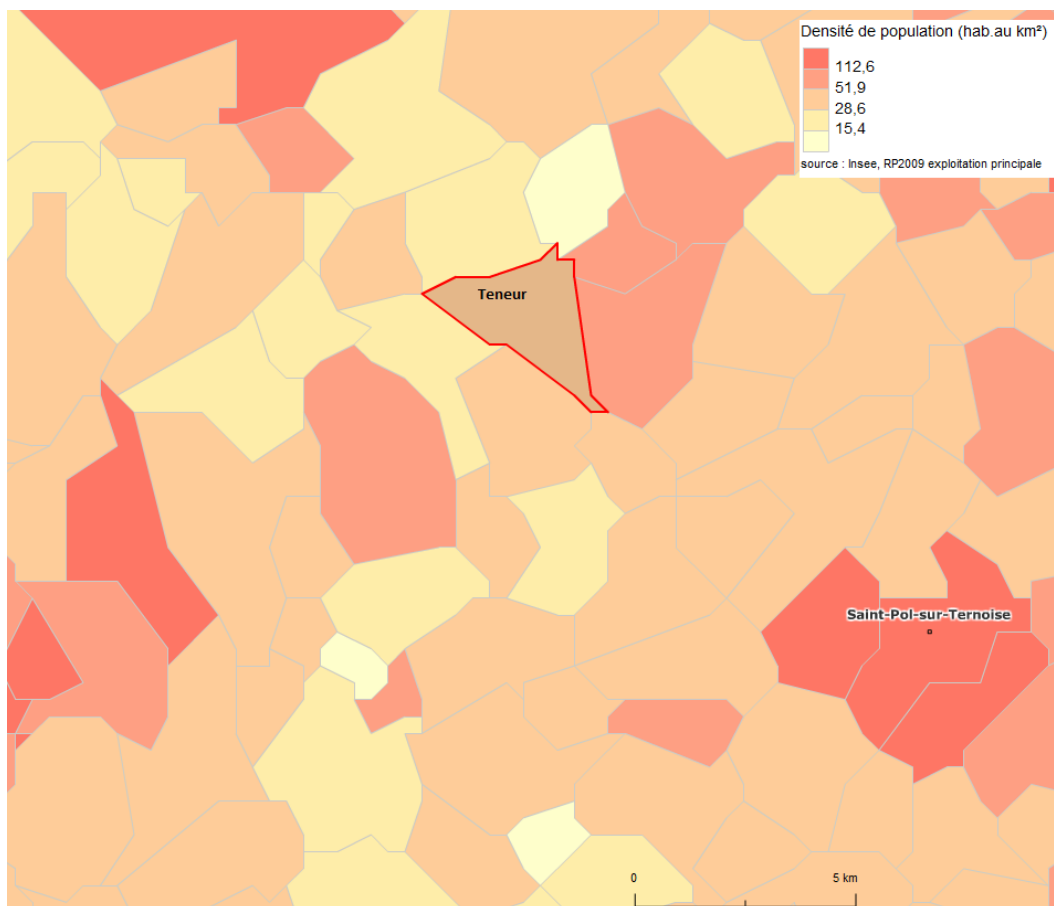 Densité de population (hab.au km²)
112,6
51,9
28,6
15,4
source : Insee, RP2009 exploitation principale
Teneur
Saint-Pol-sur-Ternoise
0 5 km